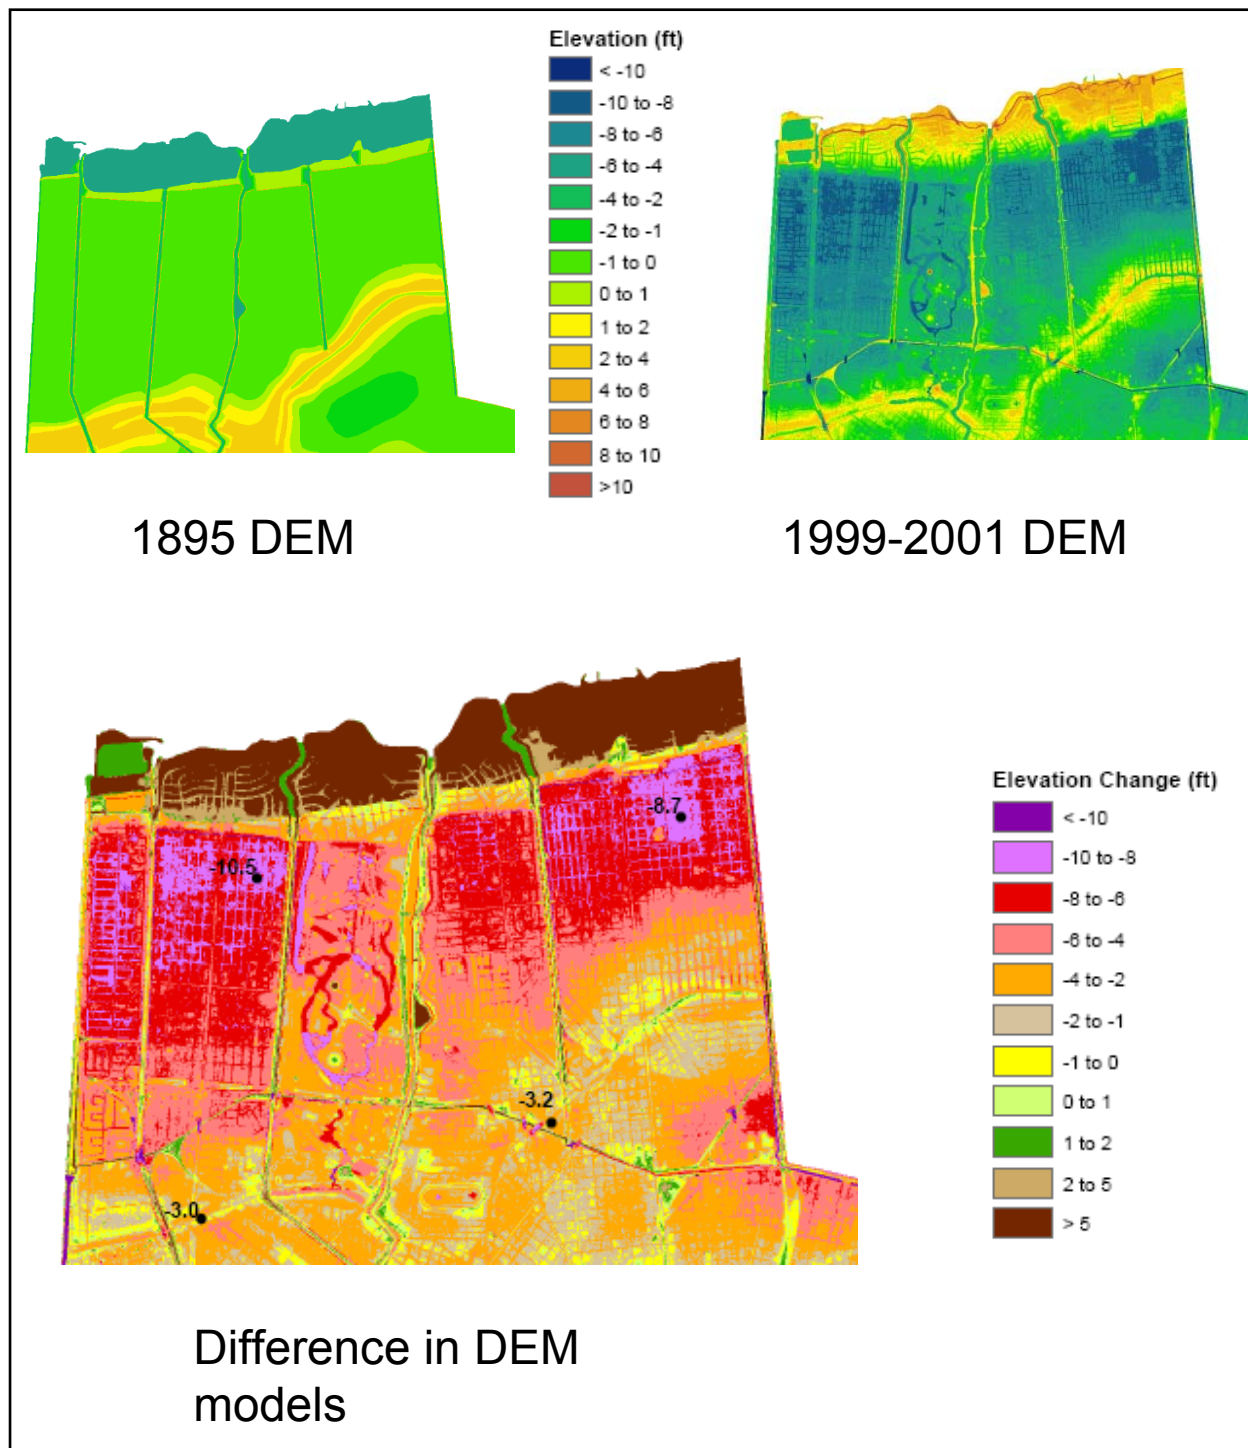 Elevation (ft)
< -10
-10 to -8
-8 to -6
-6 to -4
-4 to -2
-2 to -1
-1 to 0
0 to 1
1 to 2
2 to 4
4 to 6
6 to 8
8 to 10
>10
1895 DEM
1999-2001 DEM
-8.7
-10.5
-3.2
-3.0
Elevation Change (ft)
< -10
-10 to -8
-8 to -6
-6 to -4
-4 to -2
-2 to -1
-1 to 0
0 to 1
1 to 2
2 to 5
> 5
Difference in DEM
models